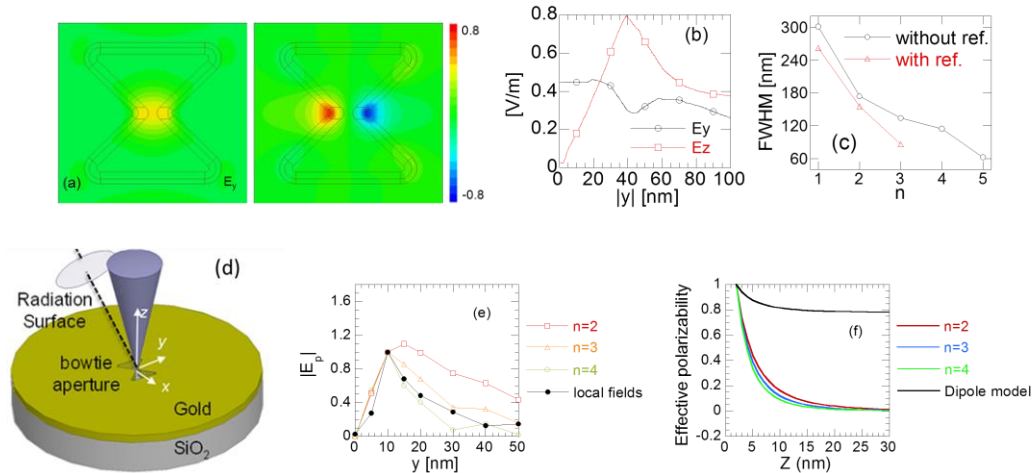 (a)
E_y
0.8
-0.8
[V/m]
0.8
0.6
0.4
0.2
0
(b)
Ey
Ez
0 20 40 60 80 100
|y| [nm]
FWHM [nm]
300
240
180
120
60
without ref.
with ref.
(c)
1 2 3 4 5
n
(d)
Radiation
Surface
z
y
x
bowtie
aperture
Gold
SiO₂
|E_p|
1.6
1.2
0.8
0.4
0
(e)
n=2
n=3
n=4
local fields
0 10 20 30 40 50
y [nm]
Effective polarizability
1
0.8
0.6
0.4
0.2
0
-0.2
(f)
n=2
n=3
n=4
Dipole model
0 5 10 15 20 25 30
Z (nm)